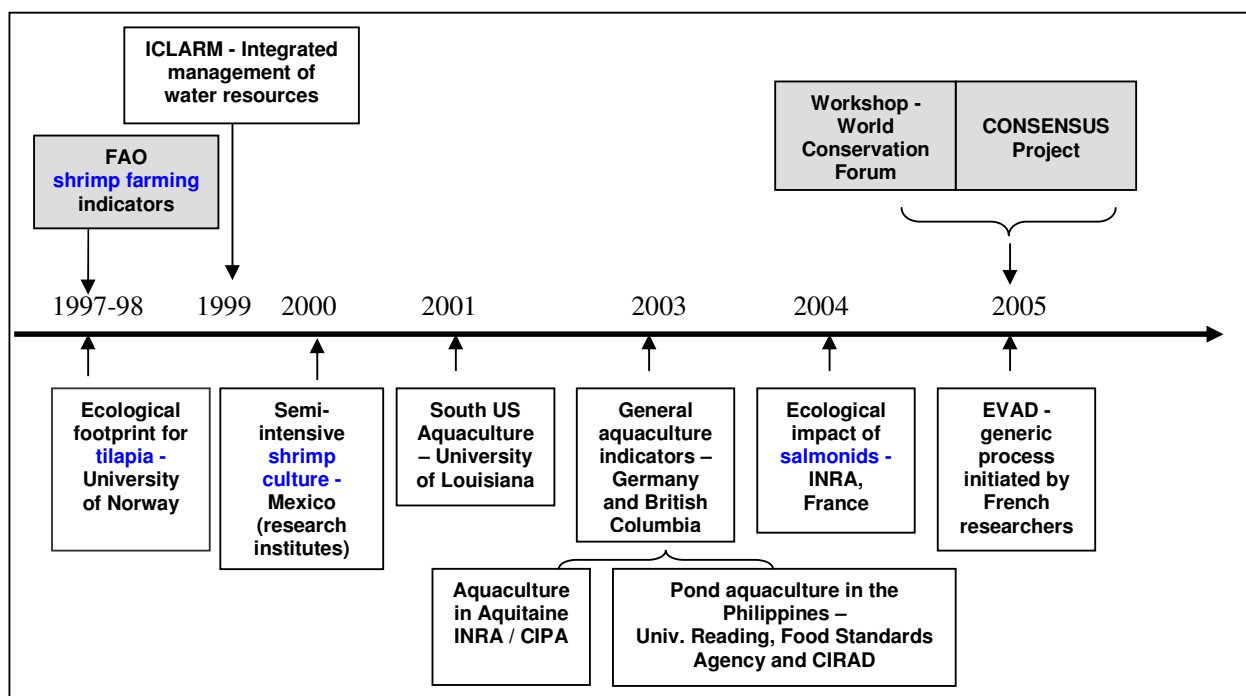 ICLARM - Integrated
management of
water resources
Workshop -
World
Conservation
Forum
CONSENSUS
Project
FAO
shrimp farming
indicators
1997-98
1999
2000
2001
2003
2004
2005
Ecological
footprint for
tilapia -
University
of Norway
Semi-
intensive
shrimp
culture -
Mexico
(research
institutes)
South US
Aquaculture
– University
of Louisiana
General
aquaculture
indicators –
Germany
and British
Columbia
Ecological
impact of
salmonids -
INRA,
France
EVAD -
generic
process
initiated by
French
researchers
Aquaculture
in Aquitaine
INRA / CIPA
Pond aquaculture in the
Philippines –
Univ. Reading, Food Standards
Agency and CIRAD